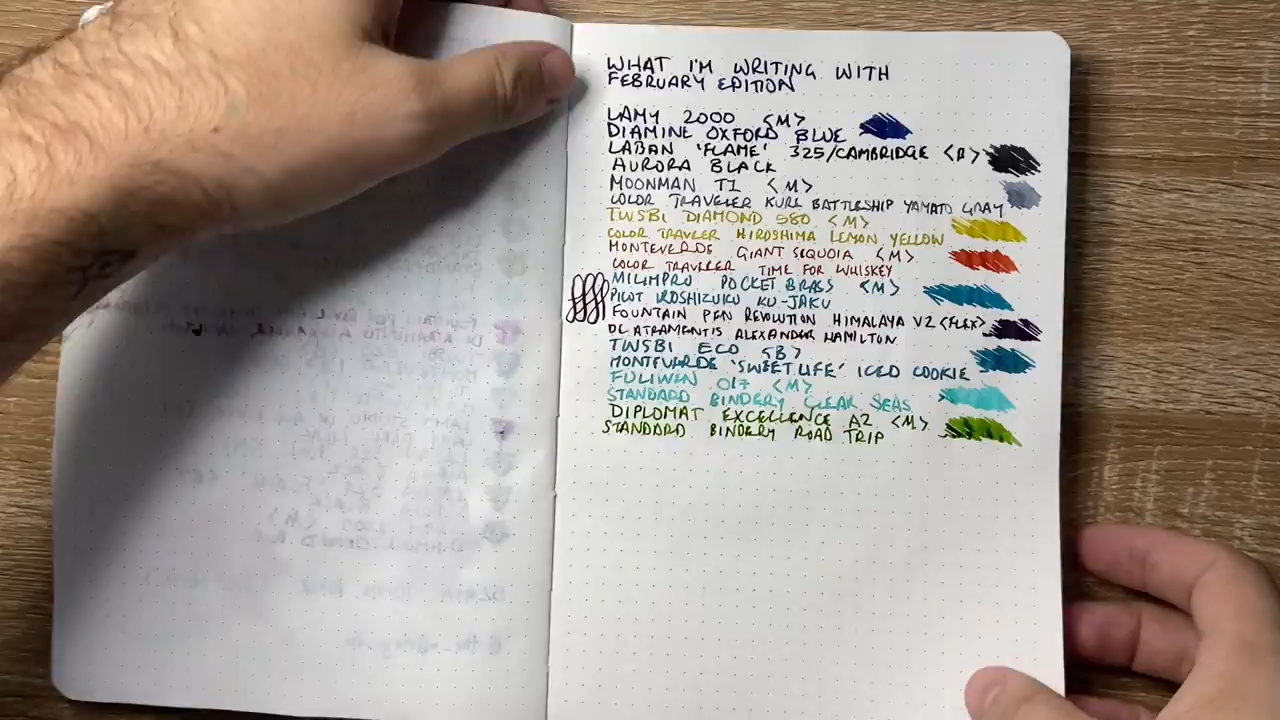 WHAT I'M WRITING WITH
FEBRUARY EDITION
LAMY 2000 <M>
DIAMINE OXFORD BLUE
LABAN 'FLAME' 325/CAMBRIDGE <B>
AURORA BLACK
MOONMAN T1 <M>
COLOR TRAVELER KURE BATTLESHIP YAMATO GRAY
TWSBI DIAMOND 580 <M>
COLOR TRAVELER HIROSHIMA LEMON YELLOW
MONTEVERDE GIANT SEQUOIA <M>
COLOR TRAVELER TIME FOR WHISKEY
MILIMPRO POCKET BRASS <M>
PILOT IROSHIZUKU KU-JAKU
FOUNTAIN PEN REVOLUTION HIMALAYA V2 <FLEX>
DE ATRAMENTIS ALEXANDER HAMILTON
TWSBI ECO <B>
MONTEVERDE 'SWEET LIFE' ICED COOKIE
FULIWEN 017 <M>
STANDARD BINDERY CLEAR SEAS
DIPLOMAT EXCELLENCE A2 <M>
STANDARD BINDERY ROAD TRIP